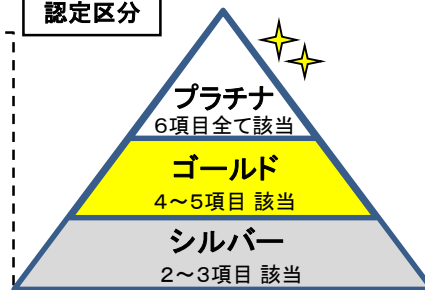 認定区分
プラチナ
6項目全て該当
ゴールド
4～5項目 該当
シルバー
2～3項目 該当